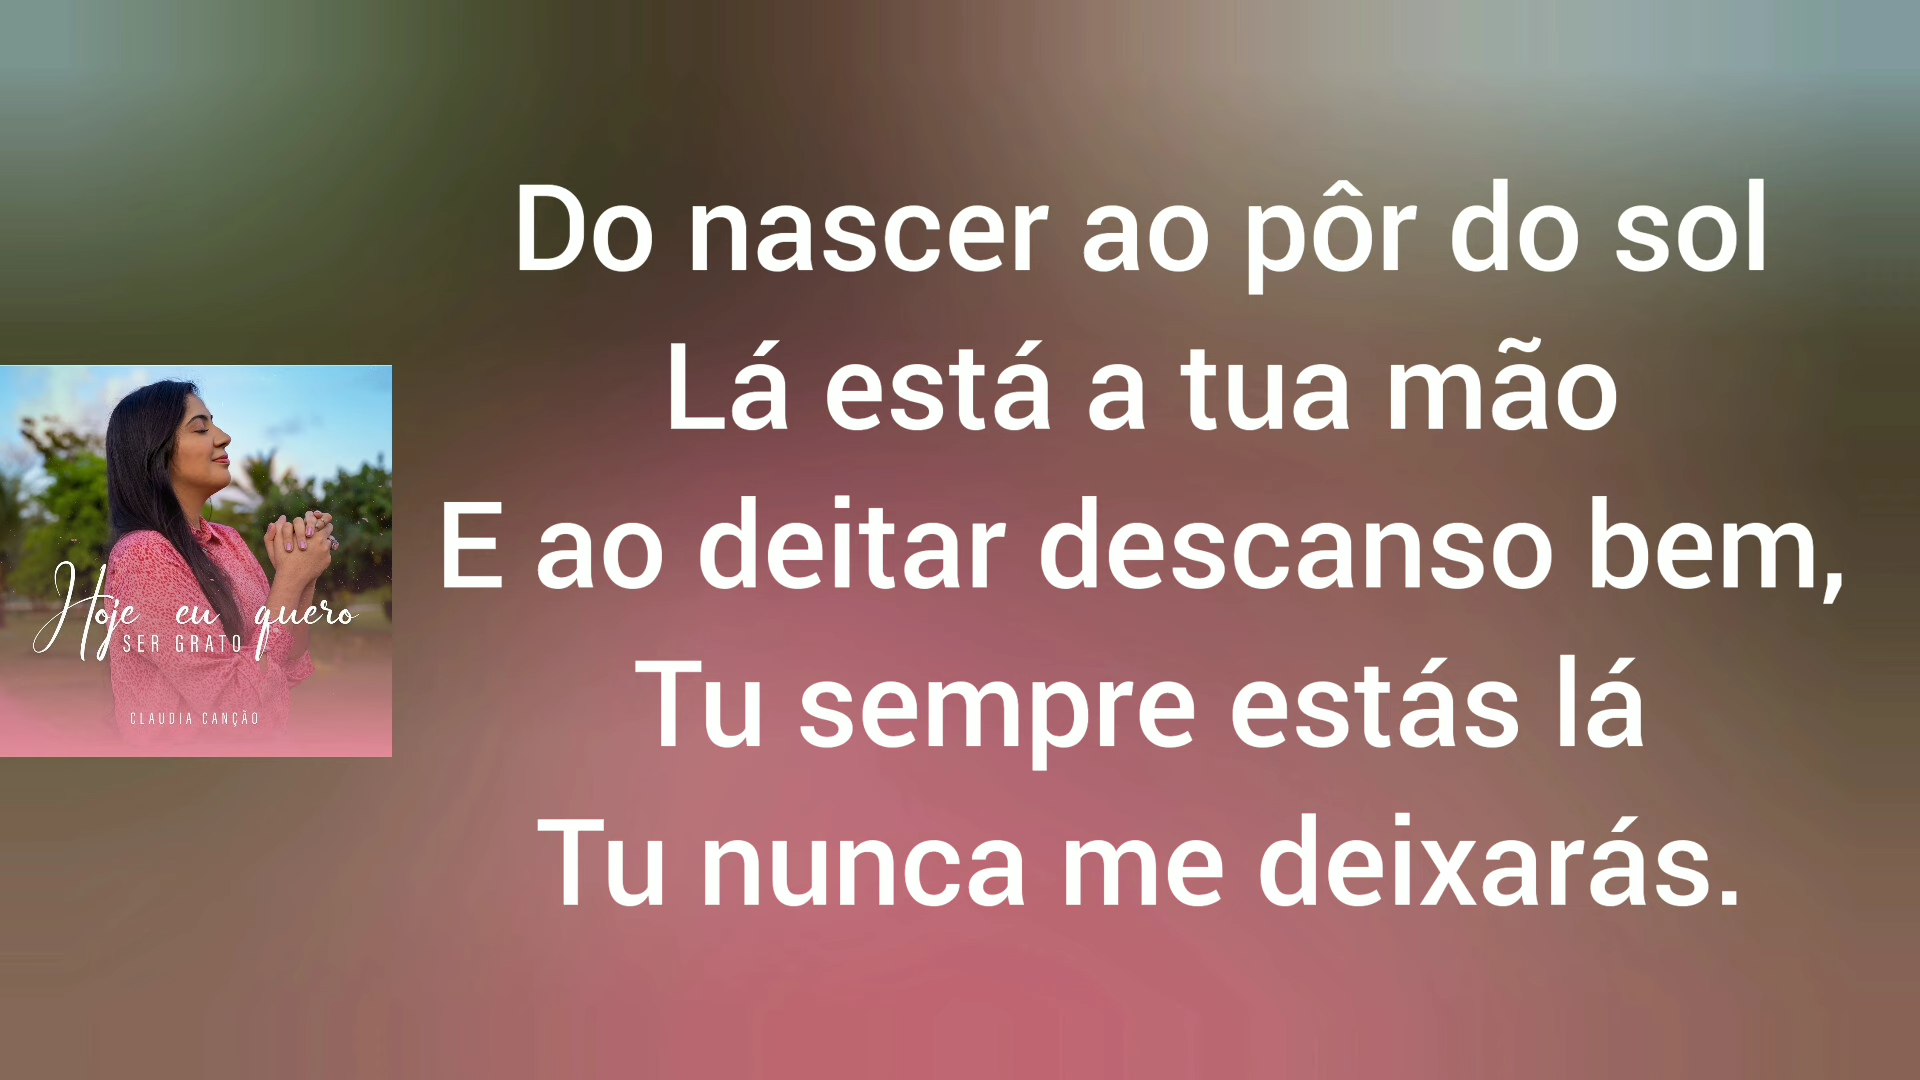 Do nascer ao pôr do sol
Lá está a tua mão
E ao deitar descanso bem,
Tu sempre estás lá
Tu nunca me deixarás.
Hoje eu quero
SER GRATO
CLAUDIA CANÇÃO